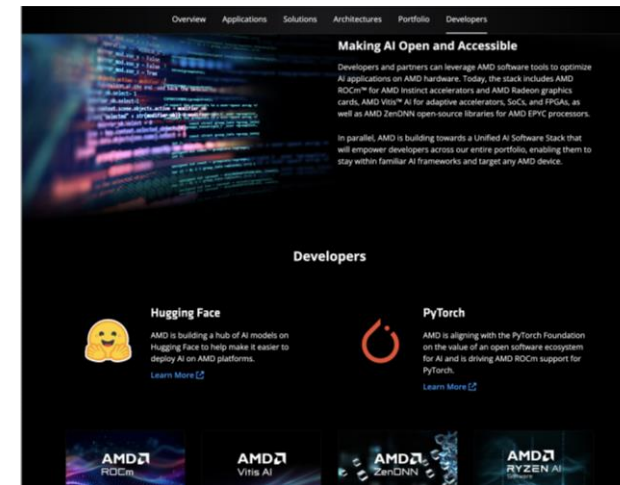 Overview Applications Solutions Architectures Portfolio Developers
Making AI Open and Accessible
Developers and partners can leverage AMD software tools to optimize
AI applications on AMD hardware. Today, the stack includes AMD
ROCm™ for AMD Instinct accelerators and AMD Radeon graphics
cards, AMD Vitis™ AI for adaptive accelerators, SoCs, and FPGAs, as
well as AMD ZenDNN open-source libraries for AMD EPYC processors.
In parallel, AMD is building towards a Unified AI Software Stack that
will empower developers across our entire portfolio, enabling them to
stay within familiar AI frameworks and target any AMD device.
Developers
Hugging Face
AMD is building a hub of AI models on
Hugging Face to help make it easier to
deploy AI on AMD platforms.
Learn More
PyTorch
AMD is aligning with the PyTorch Foundation
on the value of an open software ecosystem
for AI and is driving AMD ROCm support for
PyTorch.
Learn More
AMD
ROCm
AMD
Vitis AI
AMD
ZenDNN
AMD
RYZEN AI
Software